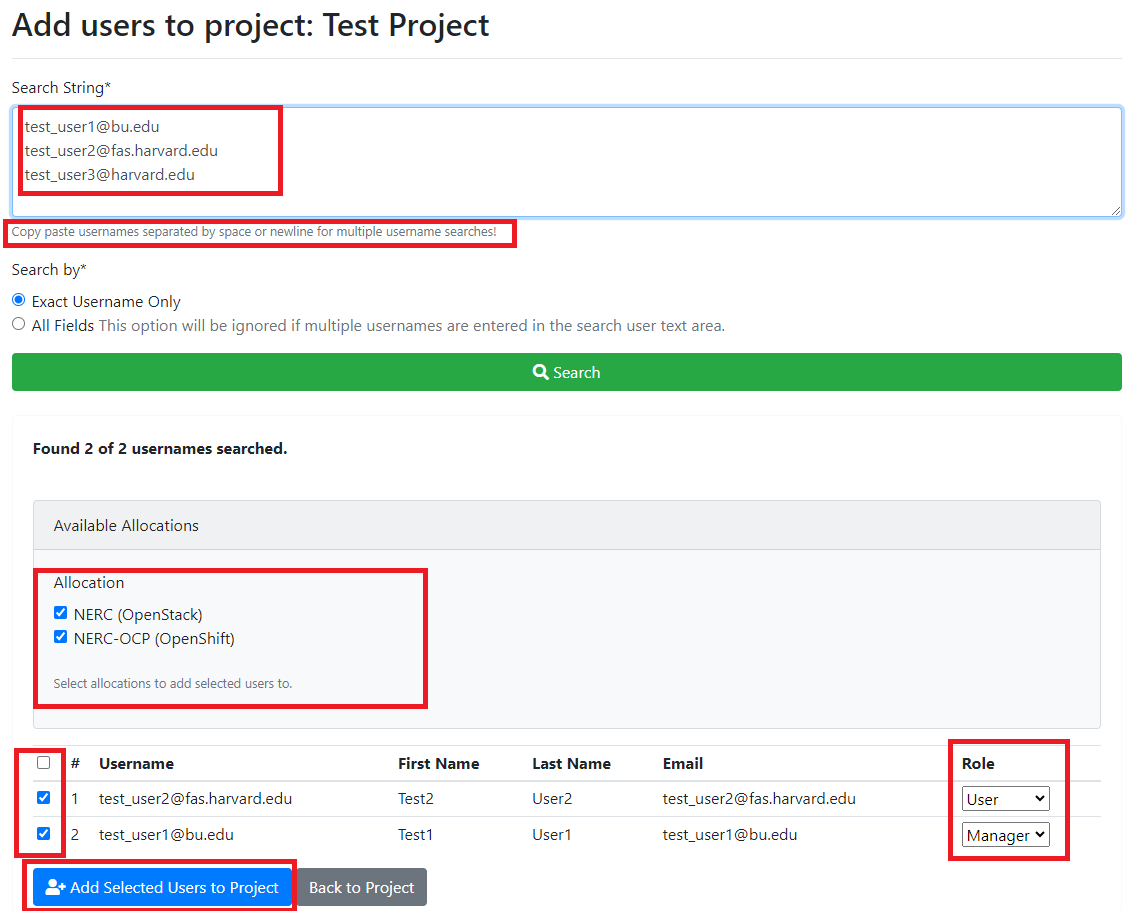 Add users to project: Test Project
Search String*
test_user1@bu.edu
test_user2@fas.harvard.edu
test_user3@harvard.edu
Copy paste usernames separated by space or newline for multiple username searches!
Search by*
Exact Username Only
All Fields This option will be ignored if multiple usernames are entered in the search user text area.
Search
Found 2 of 2 usernames searched.
Available Allocations
Allocation
NERC (OpenStack)
NERC-OCP (OpenShift)
Select allocations to add selected users to.
# Username First Name Last Name Email Role
1 test_user2@fas.harvard.edu Test2 User2 test_user2@fas.harvard.edu User
2 test_user1@bu.edu Test1 User1 test_user1@bu.edu Manager
Add Selected Users to Project Back to Project